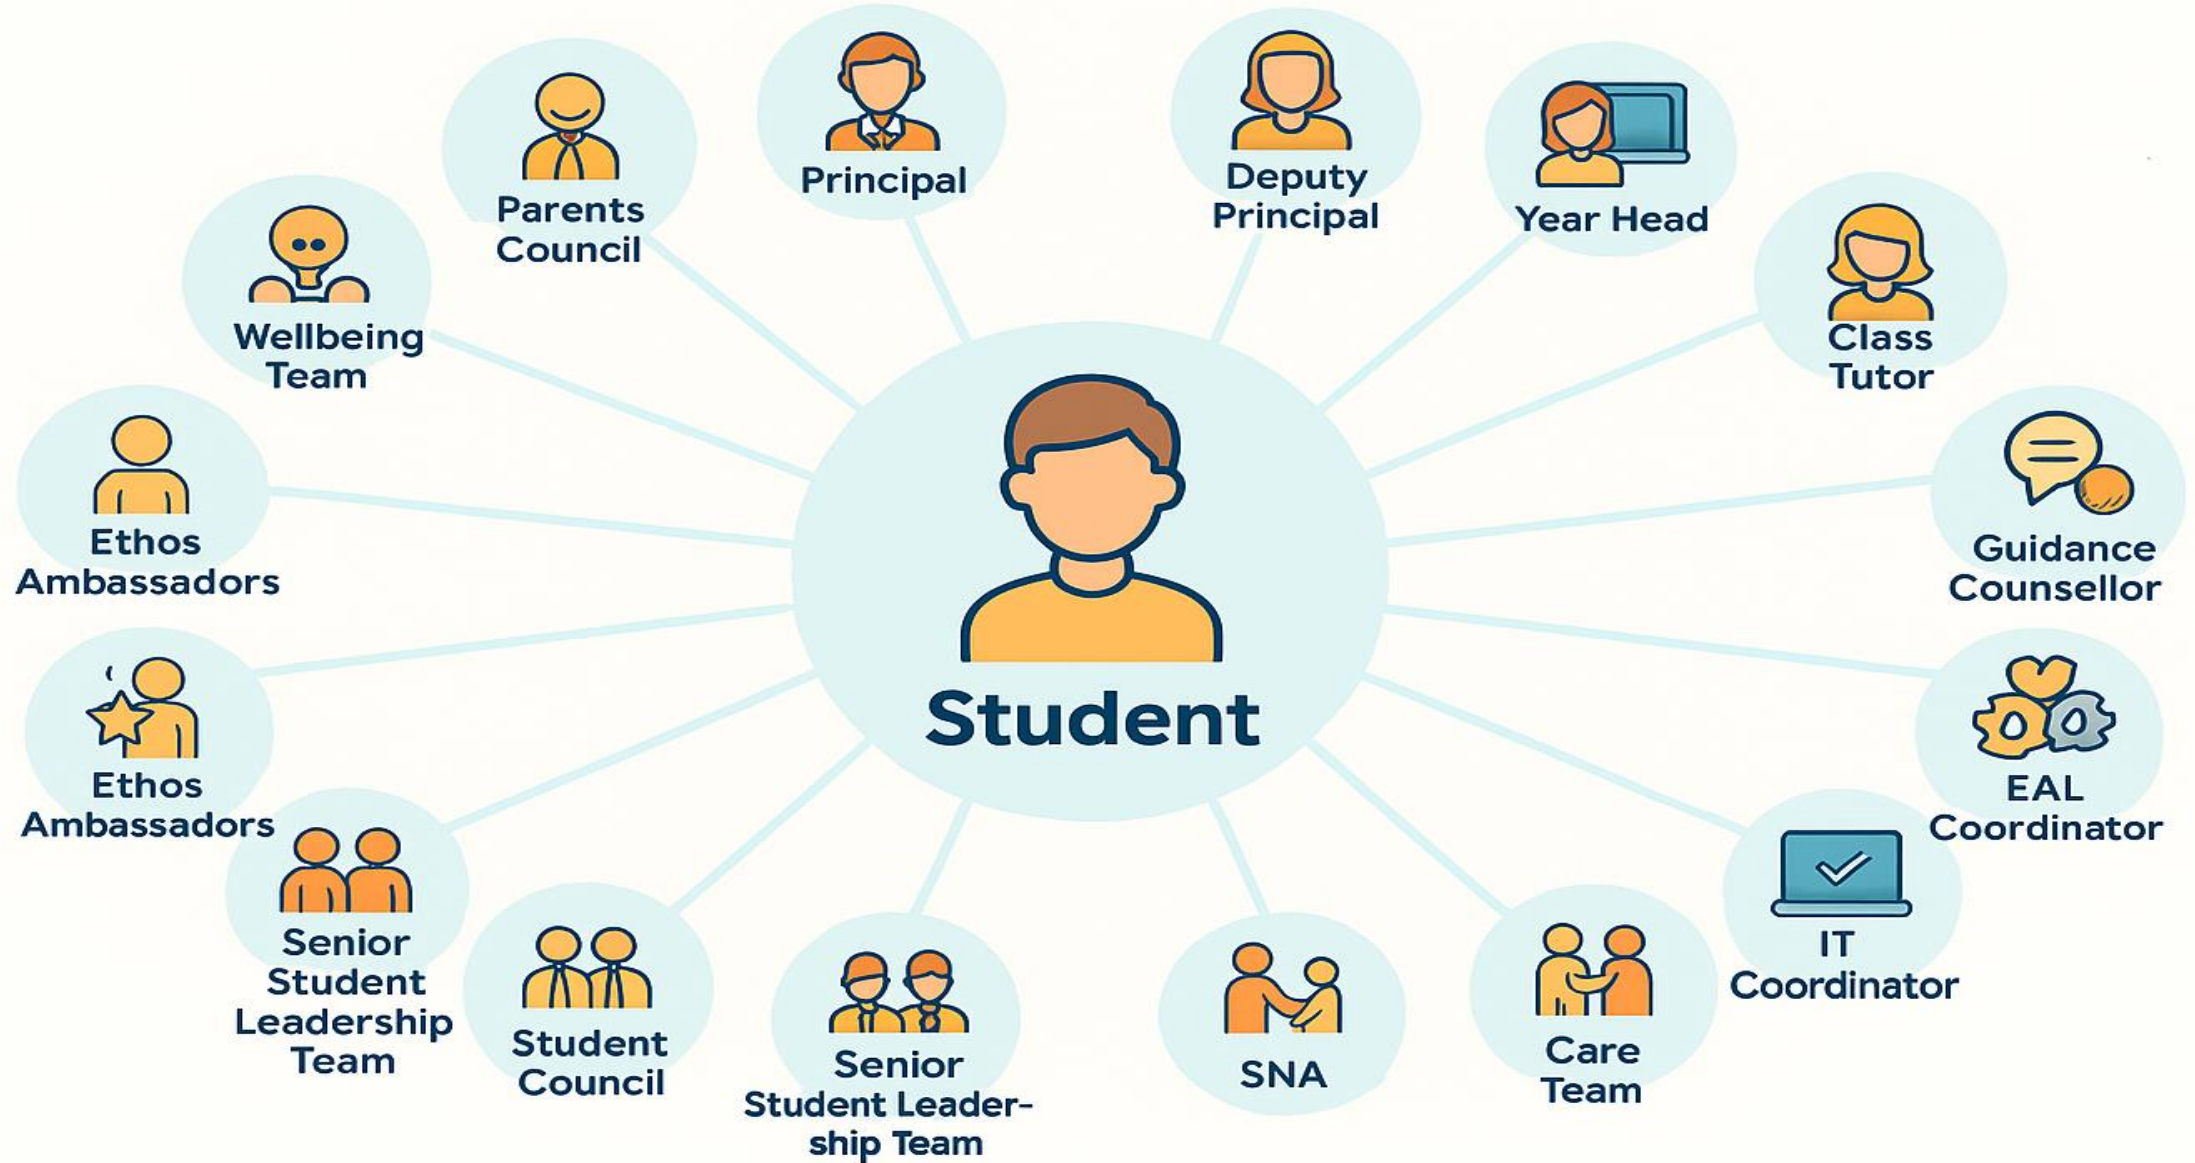 Principal
Deputy
Principal
Year Head
Class
Tutor
Guidance
Counsellor
EAL
Coordinator
IT
Coordinator
Care
Team
SNA
Senior
Student Leader-
ship Team
Student
Council
Senior
Student
Leadership
Team
Ethos
Ambassadors
Ethos
Ambassadors
Wellbeing
Team
Parents
Council
Student